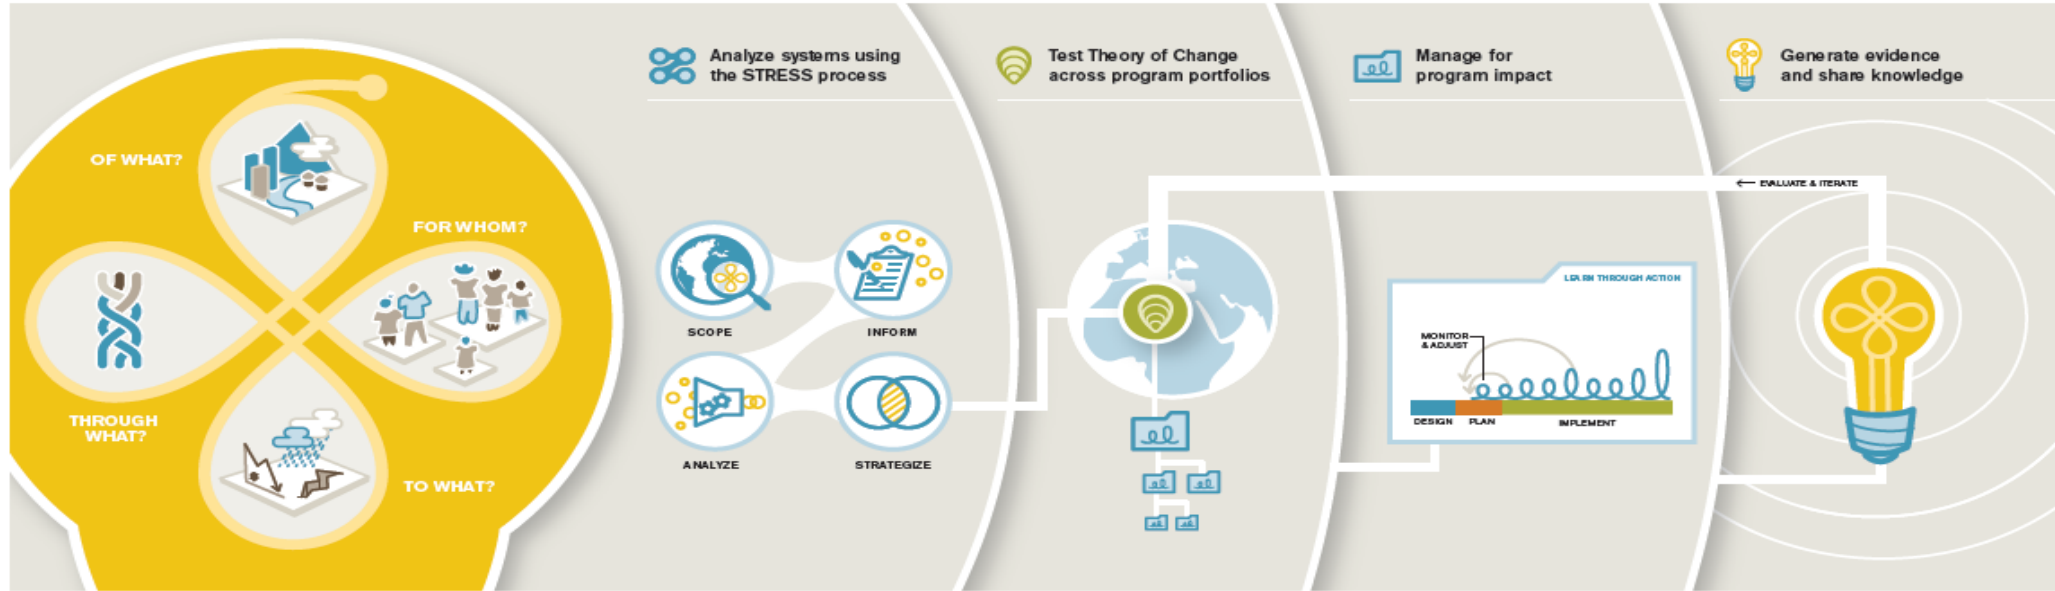 OF WHAT?
FOR WHOM?
THROUGH
WHAT?
TO WHAT?
Analyze systems using
the STRESS process
SCOPE
INFORM
ANALYZE
STRATEGIZE
Test Theory of Change
across program portfolios
Manage for
program impact
LEARN THROUGH ACTION
MONITOR
& ADJUST
DESIGN
PLAN
IMPLEMENT
Generate evidence
and share knowledge
← EVALUATE & ITERATE